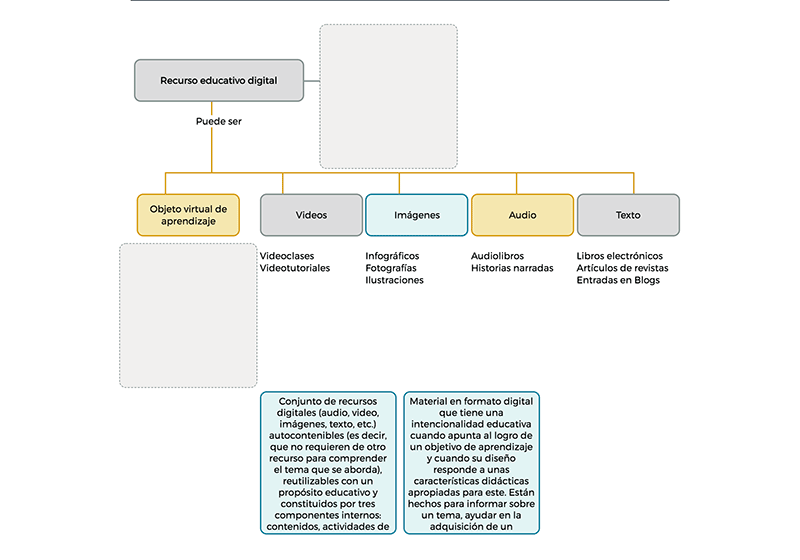 Recurso educativo digital
Puede ser
Objeto virtual de
aprendizaje
Videos
Imágenes
Audio
Texto
Videoclases
Videotutoriales
Infográficos
Fotografías
Ilustraciones
Audiolibros
Historias narradas
Libros electrónicos
Artículos de revistas
Entradas en Blogs
Conjunto de recursos
digitales (audio, video,
imágenes, texto, etc.)
autocontenibles (es decir,
que no requieren de otro
recurso para comprender
el tema que se aborda),
reutilizables con un
propósito educativo y
constituidos por tres
componentes internos:
contenidos, actividades de
Material en formato digital
que tiene una
intencionalidad educativa
cuando apunta al logro de
un objetivo de aprendizaje
y cuando su diseño
responde a unas
características didácticas
apropiadas para este. Están
hechos para informar sobre
un tema, ayudar en la
adquisición de un